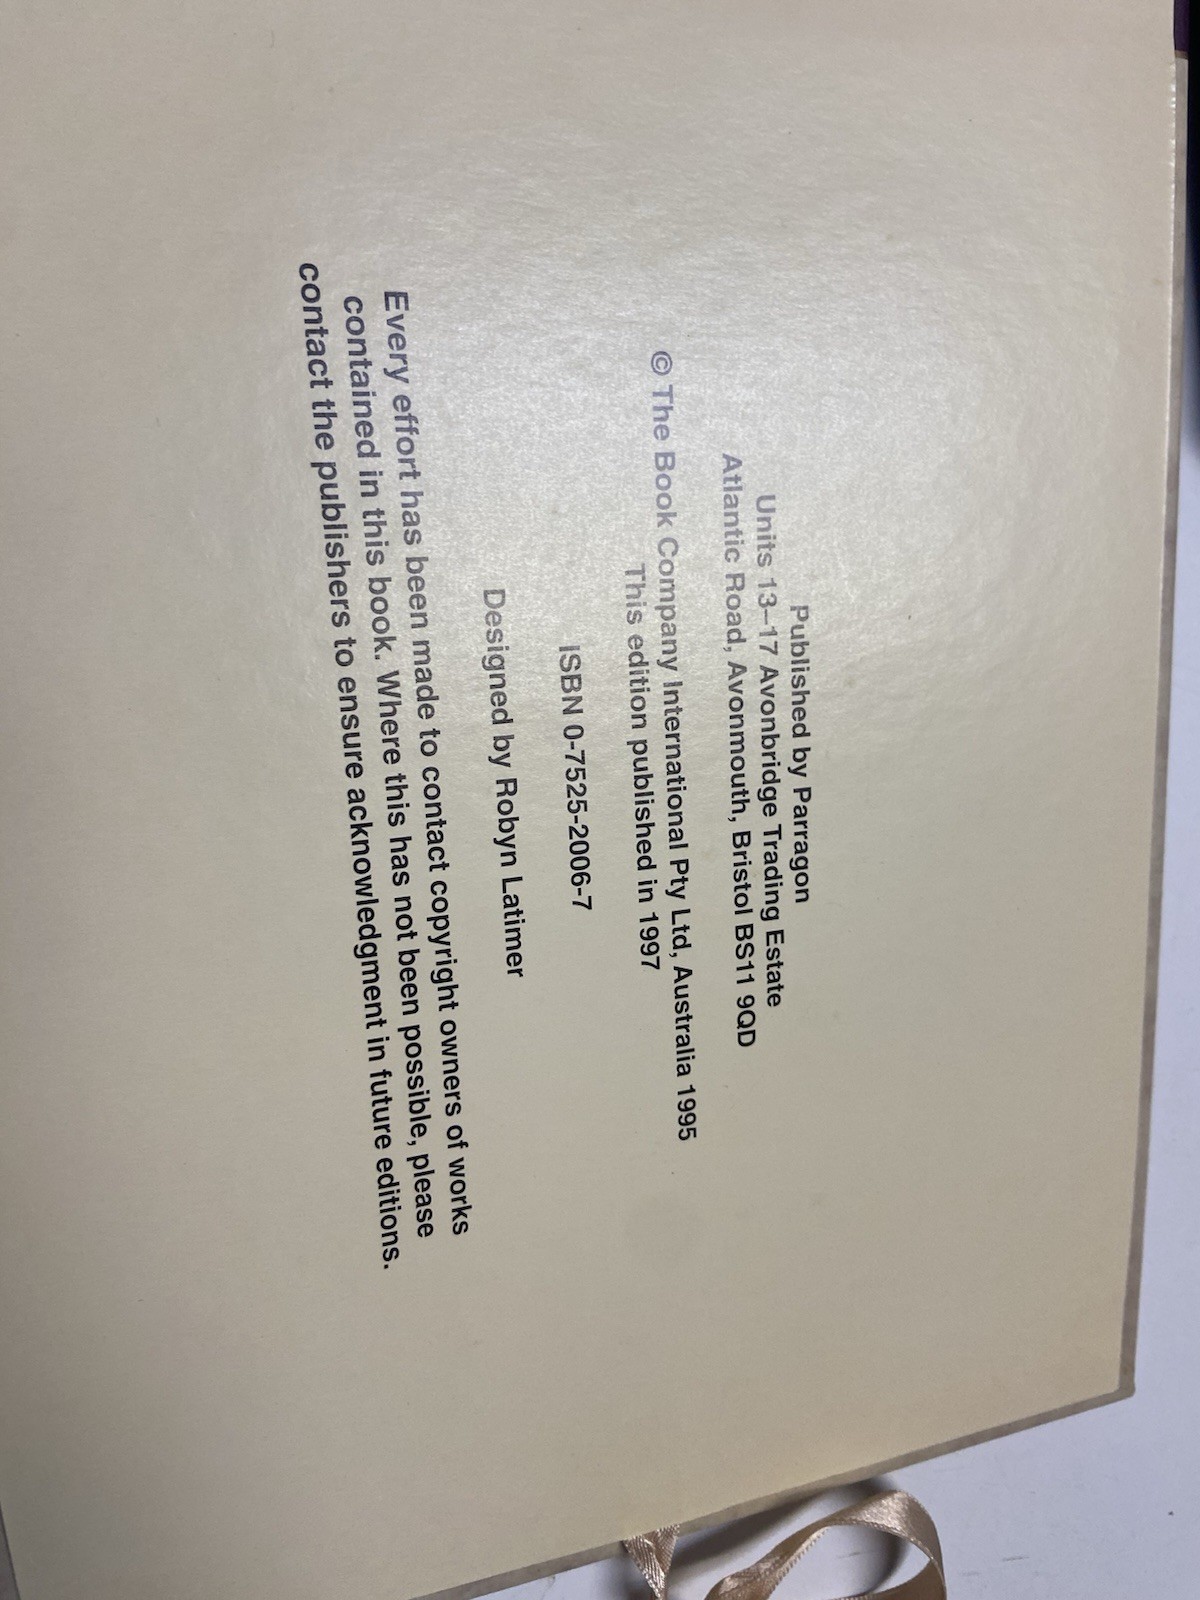 Published by Parragon
Units 13–17 Avonbridge Trading Estate
Atlantic Road, Avonmouth, Bristol BS11 9QD
© The Book Company International Pty Ltd, Australia 1995
This edition published in 1997
ISBN 0-7525-2006-7
Designed by Robyn Latimer
Every effort has been made to contact copyright owners of works
contained in this book. Where this has not been possible, please
contact the publishers to ensure acknowledgment in future editions.